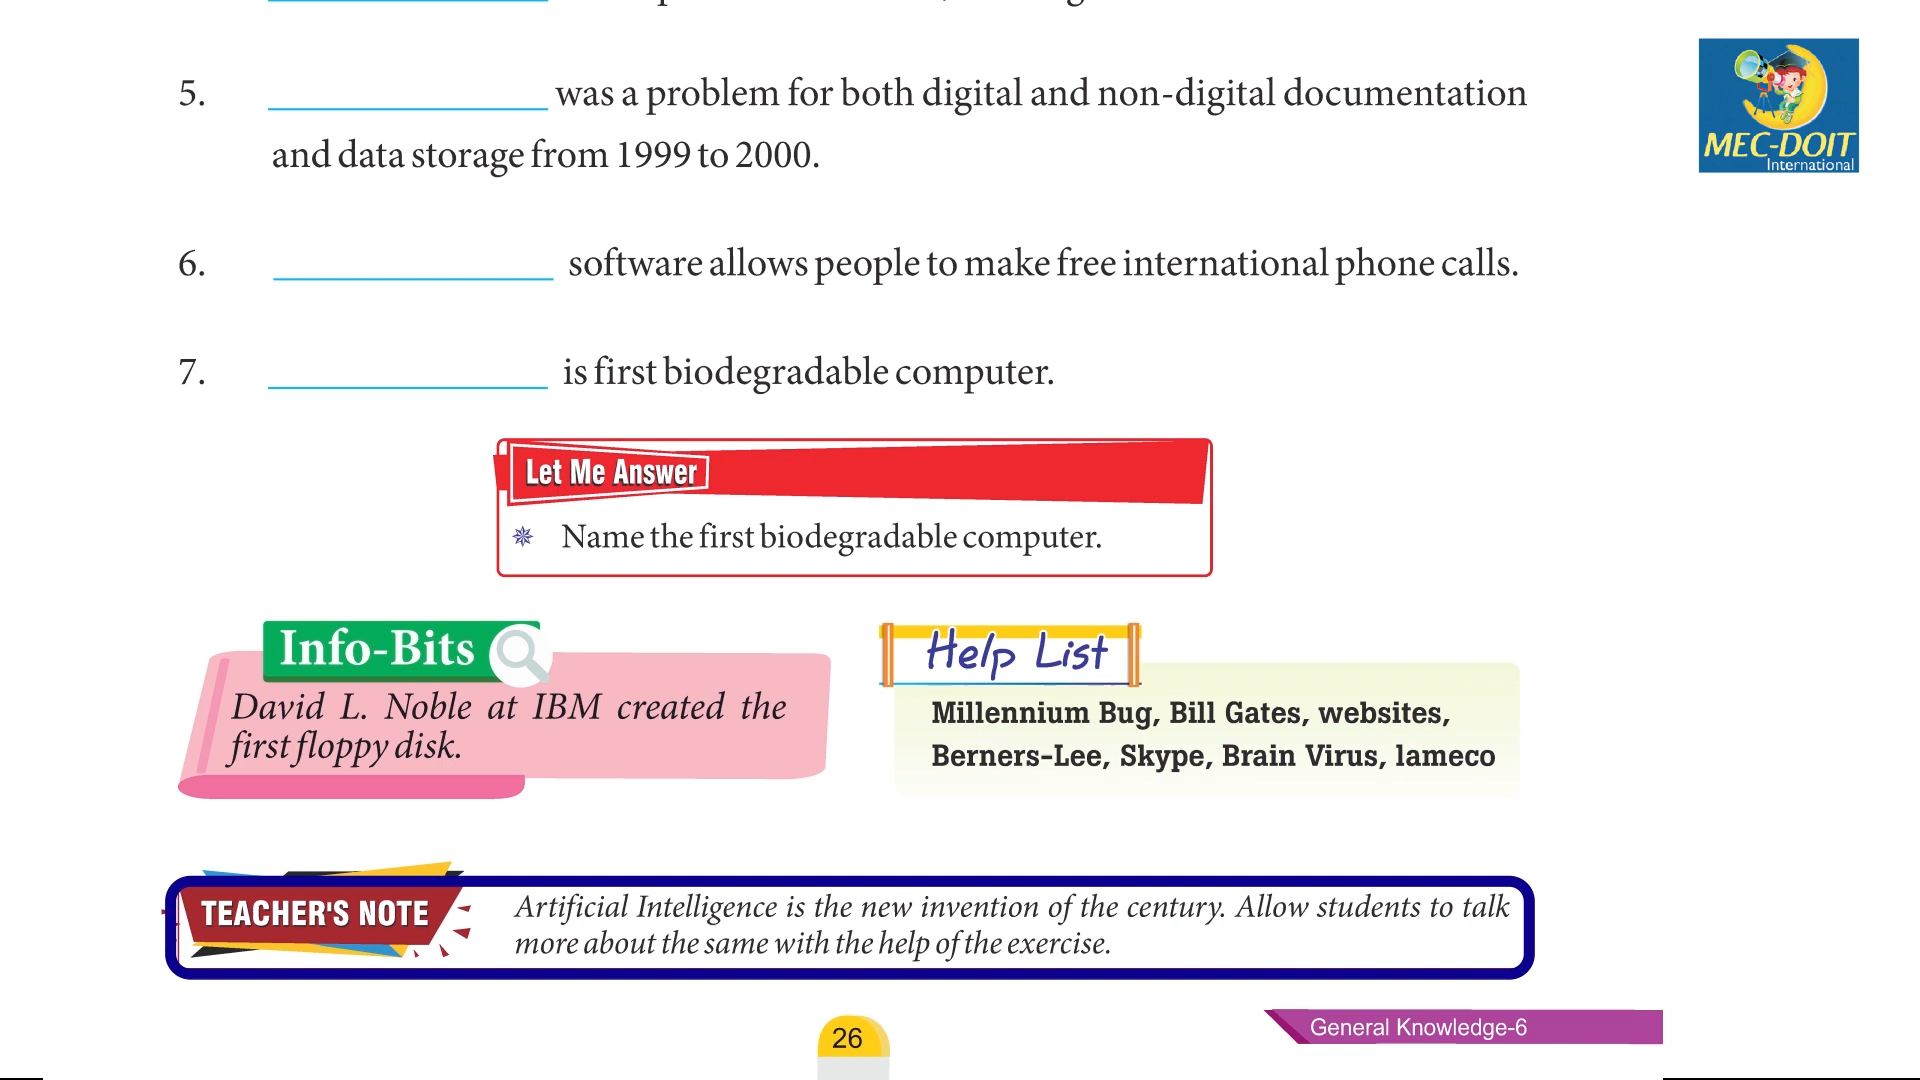 5. ______________ was a problem for both digital and non-digital documentation
and data storage from 1999 to 2000.
MEC-DOIT
International
6. ______________ software allows people to make free international phone calls.
7. ______________ is first biodegradable computer.
Let Me Answer
Name the first biodegradable computer.
Info-Bits
David L. Noble at IBM created the
first floppy disk.
Help List
Millennium Bug, Bill Gates, websites,
Berners-Lee, Skype, Brain Virus, lameco
TEACHER'S NOTE
Artificial Intelligence is the new invention of the century. Allow students to talk
more about the same with the help of the exercise.
26
General Knowledge-6